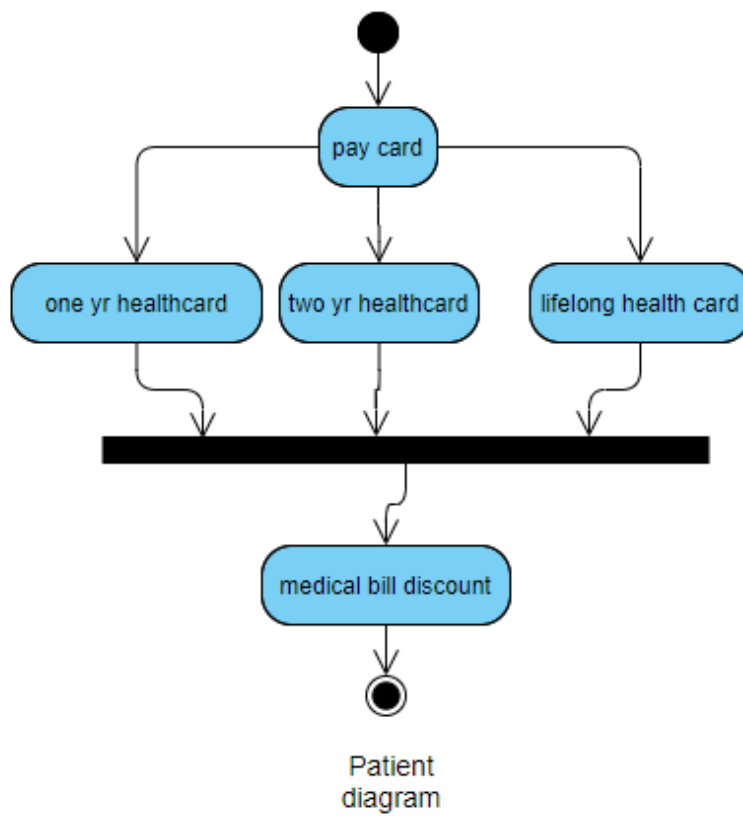 pay card
one yr healthcard
two yr healthcard
lifelong health card
medical bill discount
Patient
diagram